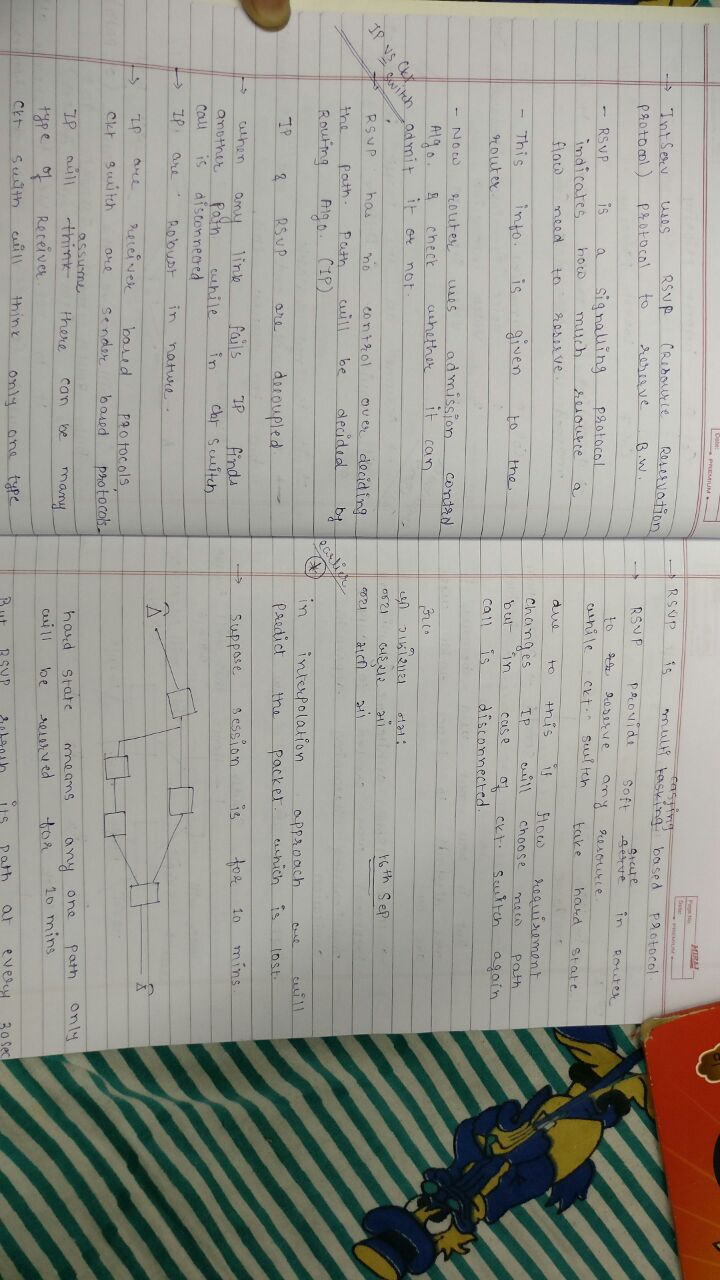 Date:
PREMIUM
→ IntServ uses RSVP (Resource Reservation
protocol) protocol to reserve B.W.
- RSVP is a signalling protocol
indicates how much resource a
flow need to reserve.
- This info. is given to the
router
- Now router uses admission control
Algo. & check whether it can
admit it or not.
IP vs ckt switch
→ RSVP has no control over deciding
the path. Path will be decided by
Routing Algo. (IP)
IP & RSVP are decoupled
→ when any link fails IP finds
another path while in ckt switch
call is disconnected
→ IP are Robust in nature.
→ IP are receiver based protocols
ckt switch are sender based protocols.
assume
IP will think there can be many
type of Receiver.
ckt swith will think only one type
Page No.
Date:
PREMIUM
casting
→ RSVP is multi tasking based protocol.
state
→ RSVP provide soft serve in Router
to reserve any resource
while ckt. switch take hard state
due to this if flow requirement
changes IP will choose new path
but in case of ckt. switch again
call is disconnected.
16th Sep
earlier
in interpolation approach we will
predict the packet which is lost.
→ suppose session is for 10 mins.
hard state means any one path only
will be reserved for 10 mins
But RSVP refresh its path at every 30 sec